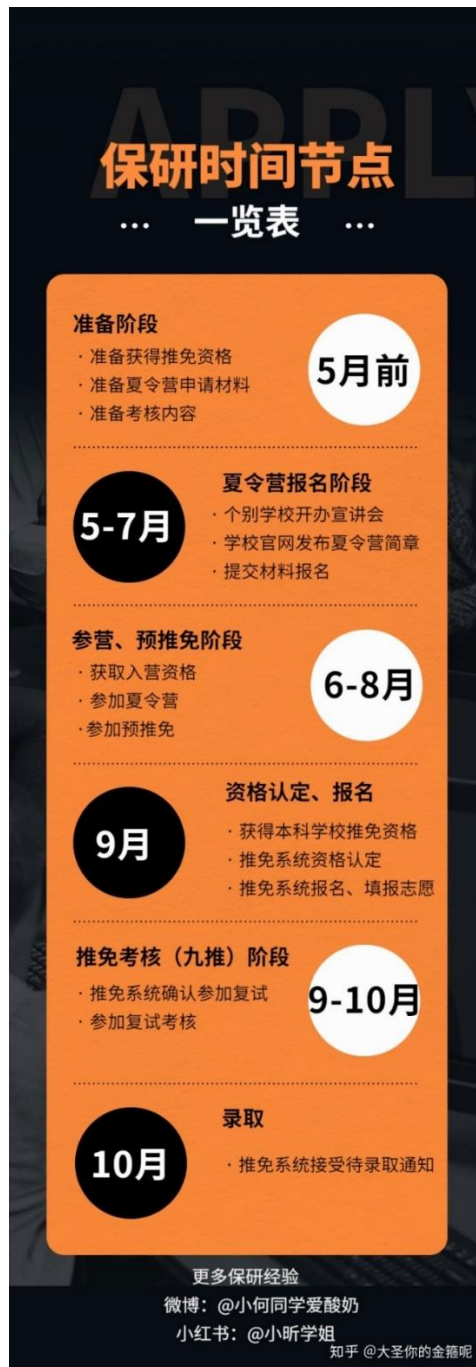 APPLY
保研时间节点
... 一览表 ...
准备阶段
· 准备获得推免资格
· 准备夏令营申请材料
· 准备考核内容
5月前
5-7月
夏令营报名阶段
· 个别学校开办宣讲会
· 学校官网发布夏令营简章
· 提交材料报名
参营、预推免阶段
· 获取入营资格
· 参加夏令营
·参加预推免
6-8月
9月
资格认定、报名
· 获得本科学校推免资格
· 推免系统资格认定
· 推免系统报名、填报志愿
推免考核（九推）阶段
· 推免系统确认参加复试
· 参加复试考核
9-10月
10月
录取
· 推免系统接受待录取通知
更多保研经验
微博：@小何同学爱酸奶
小红书：@小昕学姐
知乎 @大圣你的金箍呢